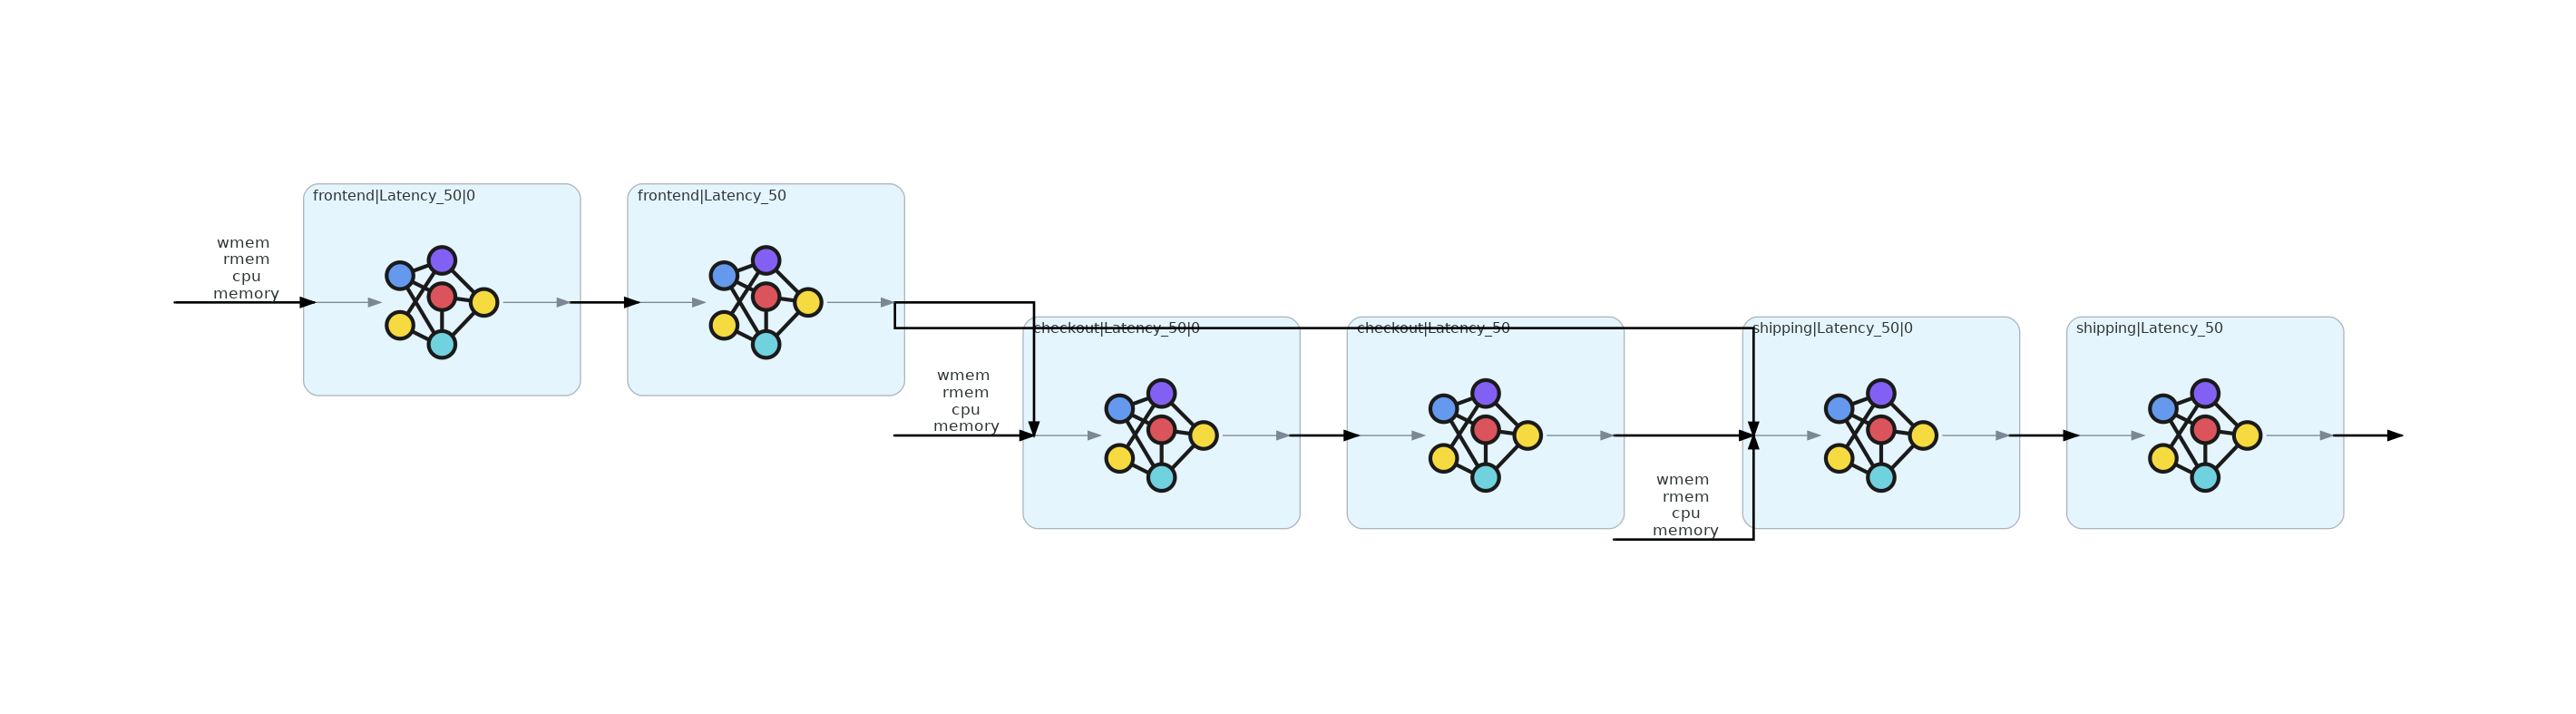 frontend|Latency_50|0
frontend|Latency_50
wmem
rmem
cpu
memory
checkout|Latency_50|0
checkout|Latency_50
shipping|Latency_50|0
shipping|Latency_50
wmem
rmem
cpu
memory
wmem
rmem
cpu
memory